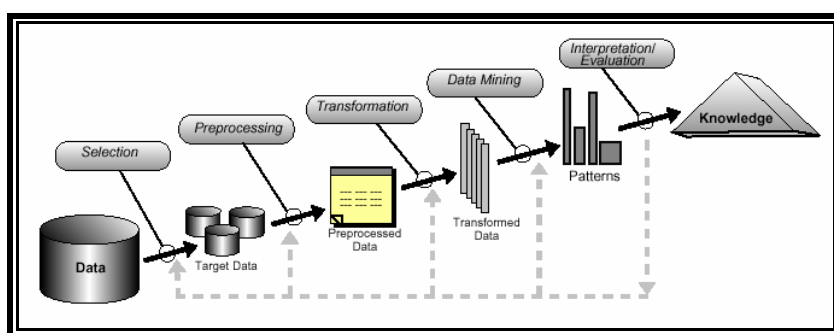 Interpretation/
Evaluation
Data Mining
Transformation
Preprocessing
Selection
Knowledge
Patterns
Transformed
Data
Preprocessed
Data
Target Data
Data